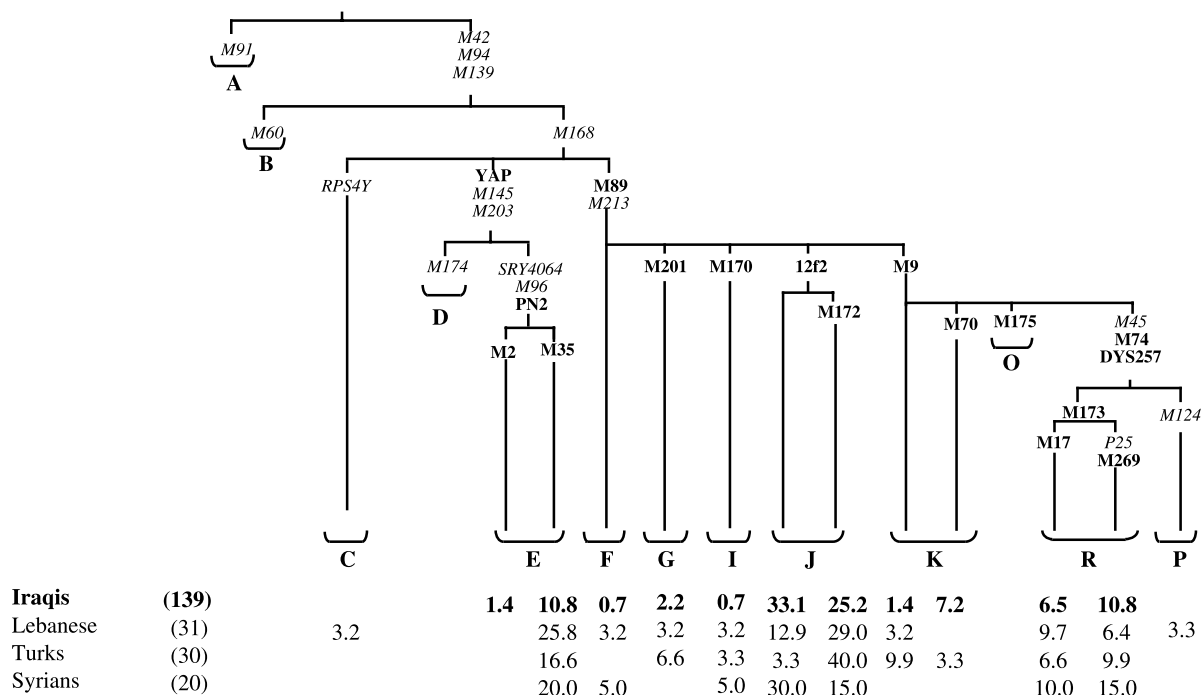 M42
M91 M94
M139
A
M60 M168
B
RPS4Y YAP M89
M145 M213
M203
M174 SRY4064 M201 M170 12f2 M9
M96
D PN2 M172 M70 M175 M45
M2 M35 O M74
DYS257
M173 M124
M17 P25
M269
C E F G I J K R P
Iraqis (139) 1.4 10.8 0.7 2.2 0.7 33.1 25.2 1.4 7.2 6.5 10.8
Lebanese (31) 3.2 25.8 3.2 3.2 3.2 12.9 29.0 3.2 9.7 6.4 3.3
Turks (30) 16.6 6.6 3.3 3.3 40.0 9.9 3.3 6.6 9.9
Syrians (20) 20.0 5.0 5.0 30.0 15.0 10.0 15.0